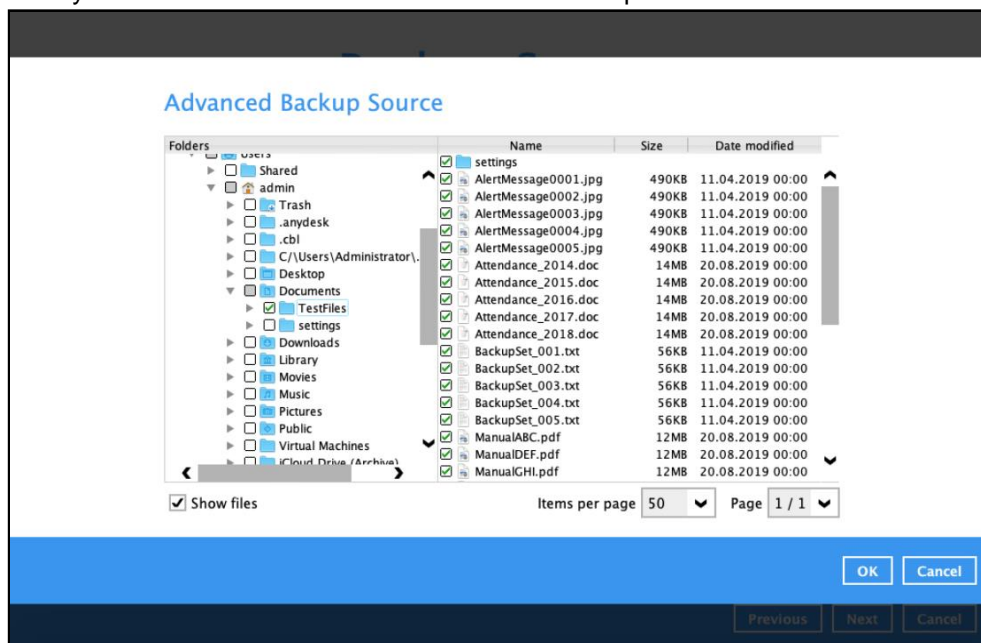 Advanced Backup Source
Folders
Name Size Date modified
Users
Shared
admin
Trash
.anydesk
.cbl
C/\Users\Administrator\.
Desktop
Documents
TestFiles
settings
Downloads
Library
Movies
Music
Pictures
Public
Virtual Machines
iCloud Drive (Archive)
settings
AlertMessage0001.jpg 490KB 11.04.2019 00:00
AlertMessage0002.jpg 490KB 11.04.2019 00:00
AlertMessage0003.jpg 490KB 11.04.2019 00:00
AlertMessage0004.jpg 490KB 11.04.2019 00:00
AlertMessage0005.jpg 490KB 11.04.2019 00:00
Attendance_2014.doc 14MB 20.08.2019 00:00
Attendance_2015.doc 14MB 20.08.2019 00:00
Attendance_2016.doc 14MB 20.08.2019 00:00
Attendance_2017.doc 14MB 20.08.2019 00:00
Attendance_2018.doc 14MB 20.08.2019 00:00
BackupSet_001.txt 56KB 11.04.2019 00:00
BackupSet_002.txt 56KB 11.04.2019 00:00
BackupSet_003.txt 56KB 11.04.2019 00:00
BackupSet_004.txt 56KB 11.04.2019 00:00
BackupSet_005.txt 56KB 11.04.2019 00:00
ManualABC.pdf 12MB 20.08.2019 00:00
ManualDEF.pdf 12MB 20.08.2019 00:00
ManualGHI.pdf 12MB 20.08.2019 00:00
Show files
Items per page 50 Page 1 / 1
OK Cancel
Previous Next Cancel